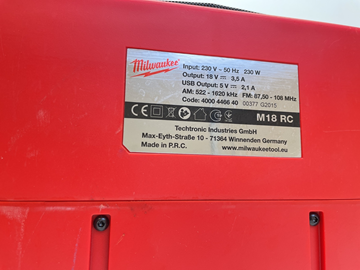 Milwaukee
Input: 230 V – 50 Hz 230 W
Output: 18 V ⎓ 3,5 A
USB Output: 5 V ⎓ 2,1 A
AM: 522 - 1620 kHz FM: 87,50 - 108 MHz
Code: 4000 4466 40 00377 G2015
M18 RC
Techtronic Industries GmbH
Max-Eyth-Straße 10 - 71364 Winnenden Germany
Made in P.R.C. www.milwaukeetool.eu